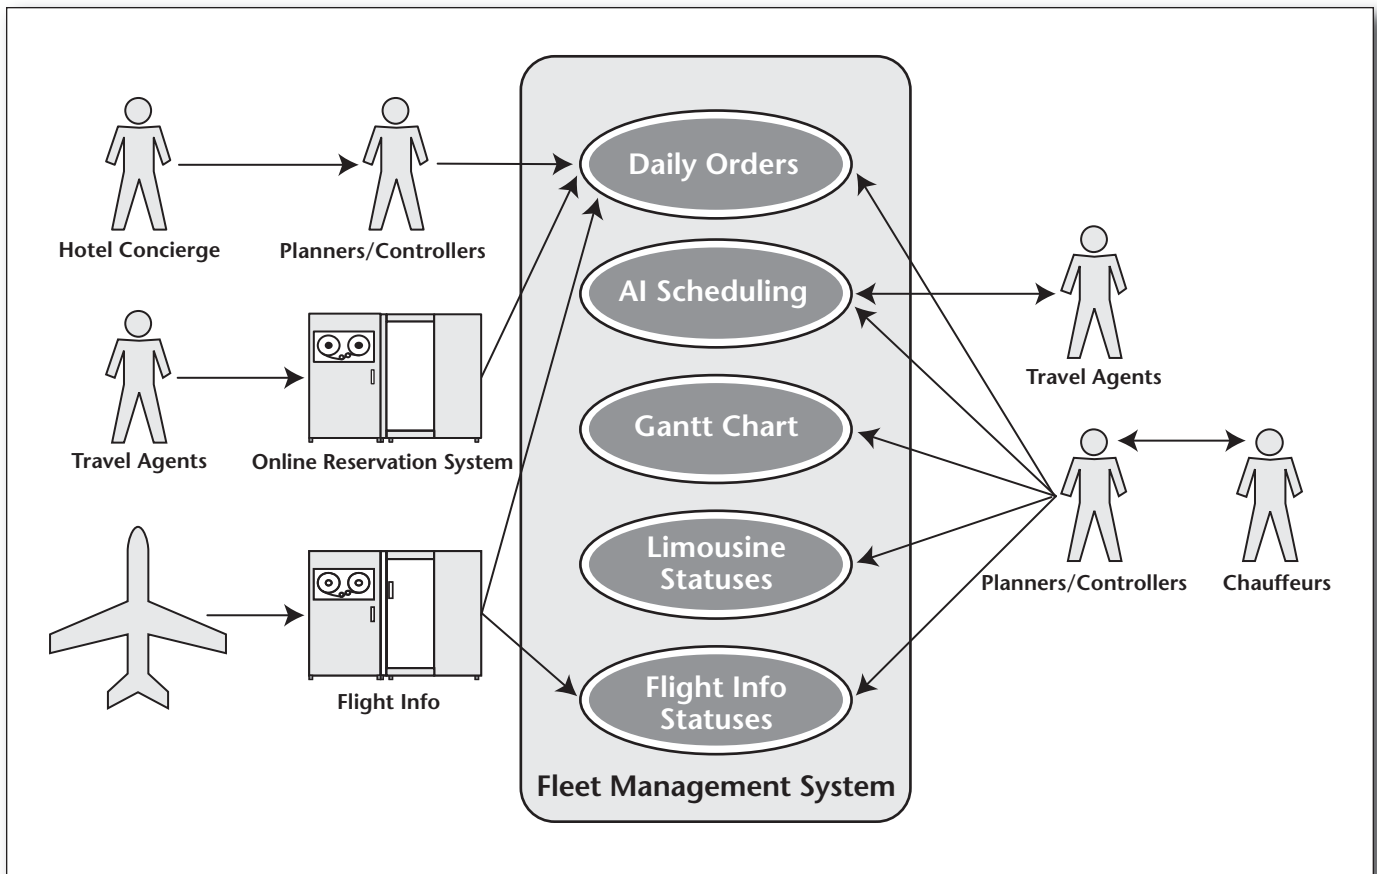 Daily Orders
Hotel Concierge
Planners/Controllers
AI Scheduling
Travel Agents
Online Reservation System
Travel Agents
Gantt Chart
Limousine
Statuses
Planners/Controllers
Chauffeurs
Flight Info
Flight Info
Statuses
Fleet Management System